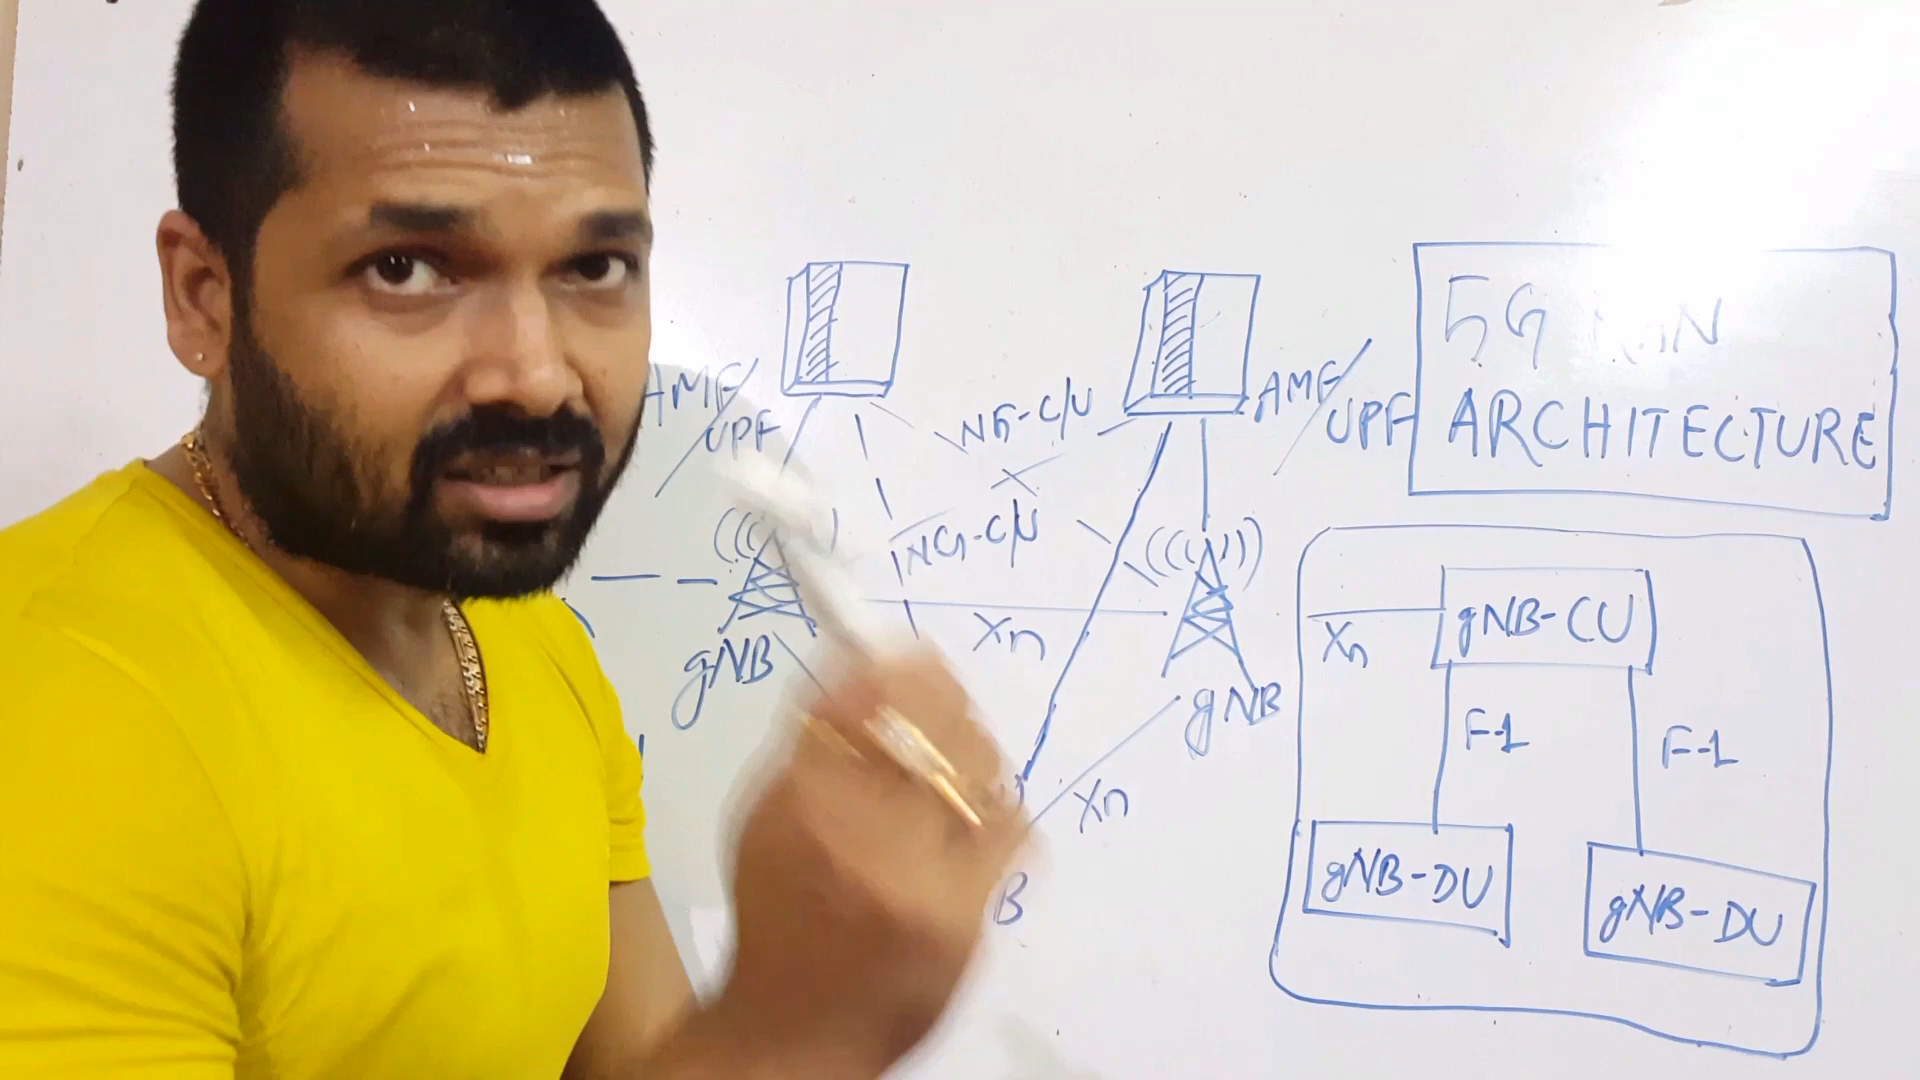 5G
ARCHITECTURE
AMF/
UPF
NG-C/U
AMF/
UPF
NG-C/U
Xn
gNB
gNB
Xn
B
gNB-CU
Xn
F-1
F-1
gNB-DU
gNB-DU